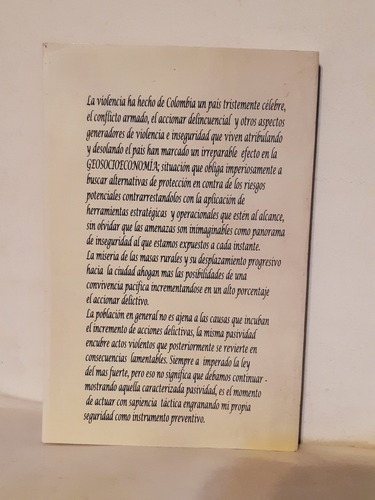 La violencia ha hecho de Colombia un país tristemente célebre,
el conflicto armado, el accionar delincuencial y otros aspectos
generadores de violencia e inseguridad que viven atribulando
y desolando el país han marcado un irreparable efecto en la
GEOSOCIOECONOMÍA; situación que obliga imperiosamente a
buscar alternativas de protección en contra de los riesgos
potenciales contrarrestandolos con la aplicación de
herramientas estratégicas y operacionales que estén al alcance,
sin olvidar que las amenazas son inimaginables como panorama
de inseguridad al que estamos expuestos a cada instante.
La miseria de las masas rurales y su desplazamiento progresivo
hacia la ciudad ahogan mas las posibilidades de una
convivencia pacífica incrementandose en un alto porcentaje
el accionar delictivo.
La población en general no es ajena a las causas que incuban
el incremento de acciones delictivas, la misma pasividad
encubre actos violentos que posteriormente se revierte en
consecuencias lamentables. Siempre a imperado la ley
del mas fuerte, pero eso no significa que debamos continuar -
mostrando aquella caracterizada pasividad, es el momento
de actuar con sapiencia táctica engranando mi propia
seguridad como instrumento preventivo.